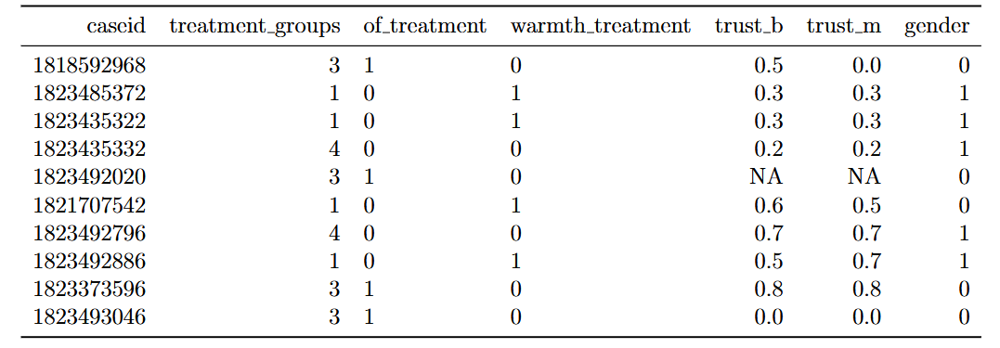 caseid treatment_groups of_treatment warmth_treatment trust_b trust_m gender
1818592968 3 1 0 0.5 0.0 0
1823485372 1 0 1 0.3 0.3 1
1823435322 1 0 1 0.3 0.3 1
1823435332 4 0 0 0.2 0.2 1
1823492020 3 1 0 NA NA 0
1821707542 1 0 1 0.6 0.5 0
1823492796 4 0 0 0.7 0.7 1
1823492886 1 0 1 0.5 0.7 1
1823373596 3 1 0 0.8 0.8 0
1823493046 3 1 0 0.0 0.0 0